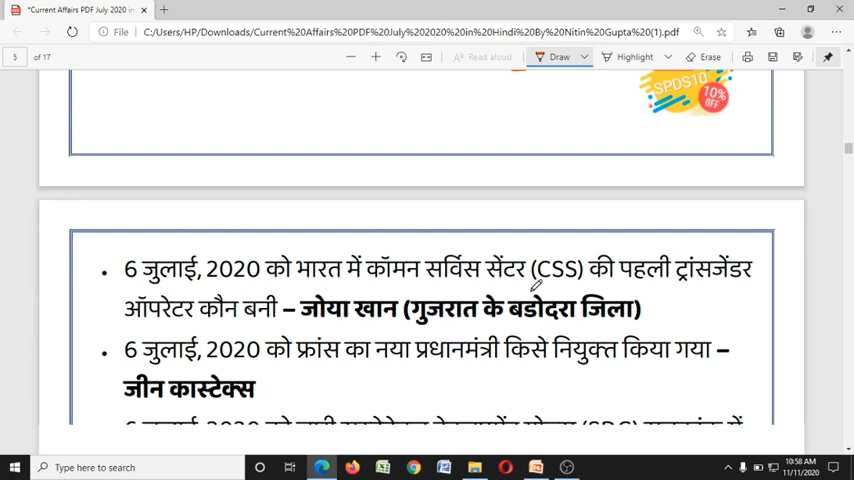 *Current Affairs PDF July 2020 in
File
C:/Users/HP/Downloads/Current%20Affairs%20PDF%20July%202020%20in%20Hindi%20By%20Nitin%20Gupta%20(1).pdf
5 of 17
Read aloud
Draw
Highlight
Erase
SPDS10
10%
OFF
• 6 जुलाई, 2020 को भारत में कॉमन सर्विस सेंटर (CSS) की पहली ट्रांसजेंडर
ऑपरेटर कौन बनी – जोया खान (गुजरात के बडोदरा जिला)
• 6 जुलाई, 2020 को फ्रांस का नया प्रधानमंत्री किसे नियुक्त किया गया –
जीन कास्टेक्स
Type here to search
10:58 AM
11/11/2020